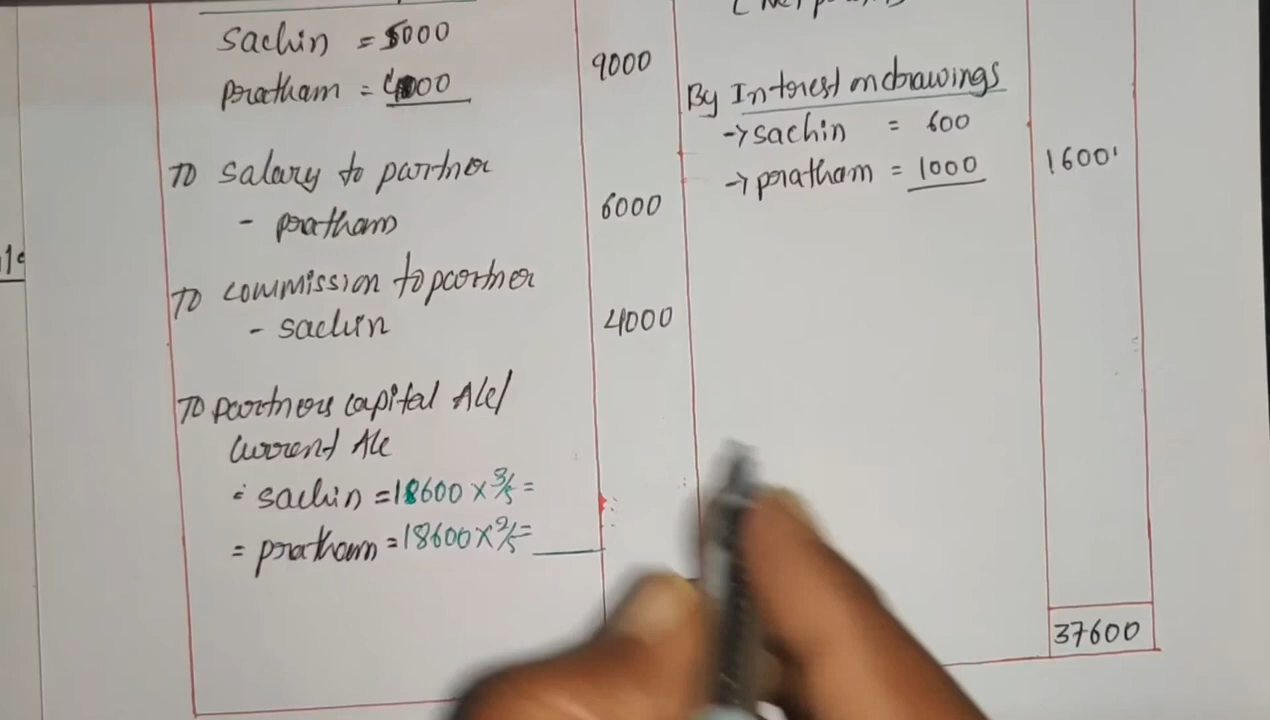 Sachin = 5000
pratham = 4000
9000
To salary to partner
- pratham
6000
To commission to partner
- sachin
4000
To partners capital A/c/
Current A/c
= sachin = 18600 x 3/5 =
= pratham = 18600 x 2/5 =
By Interest on drawings
→ sachin = 600
→ pratham = 1000
1600
37600